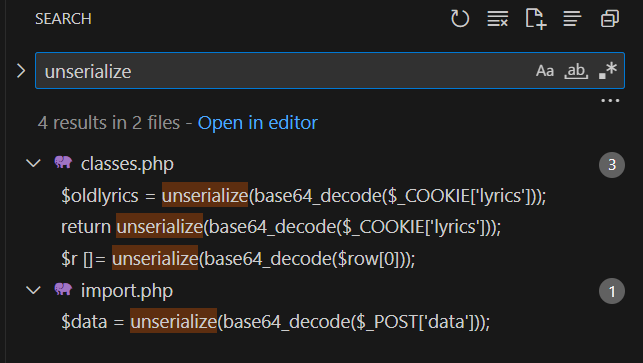 SEARCH
unserialize
Aa ab .*
4 results in 2 files - Open in editor
classes.php 3
$oldlyrics = unserialize(base64_decode($_COOKIE['lyrics']));
return unserialize(base64_decode($_COOKIE['lyrics']));
$r []= unserialize(base64_decode($row[0]));
import.php 1
$data = unserialize(base64_decode($_POST['data']));